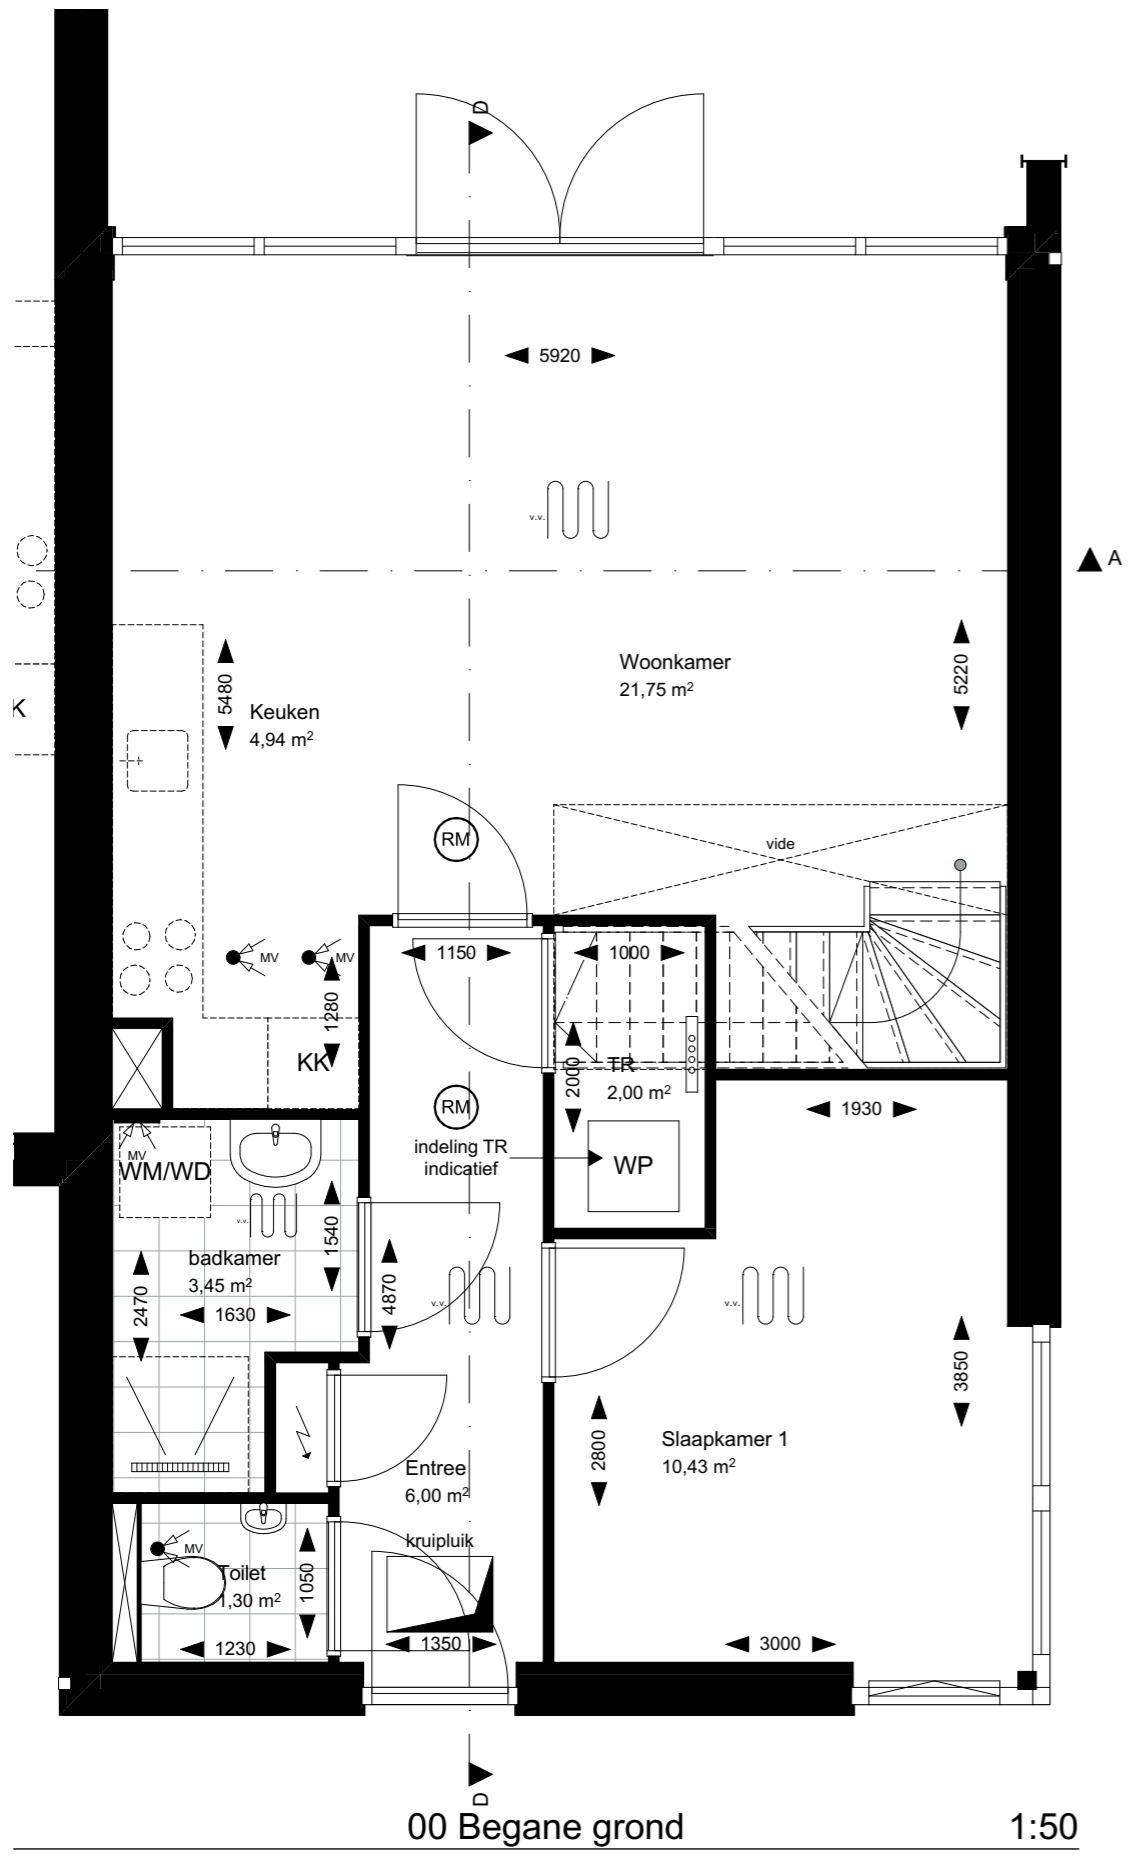 D
5920
v.v.
A
Woonkamer
21,75 m²
5220
5480
Keuken
4,94 m²
K
RM
vide
MV
MV
1150
1000
1280
KK
2000
TR
2,00 m²
RM
1930
indeling TR
indicatief
WP
MV
WM/WD
v.v.
1540
badkamer
3,45 m²
2470
1630
4870
v.v.
v.v.
3850
2800
Slaapkamer 1
10,43 m²
Entree
6,00 m²
kruipluik
MV
Toilet
1,30 m²
1050
1230
1350
3000
D
00 Begane grond 1:50